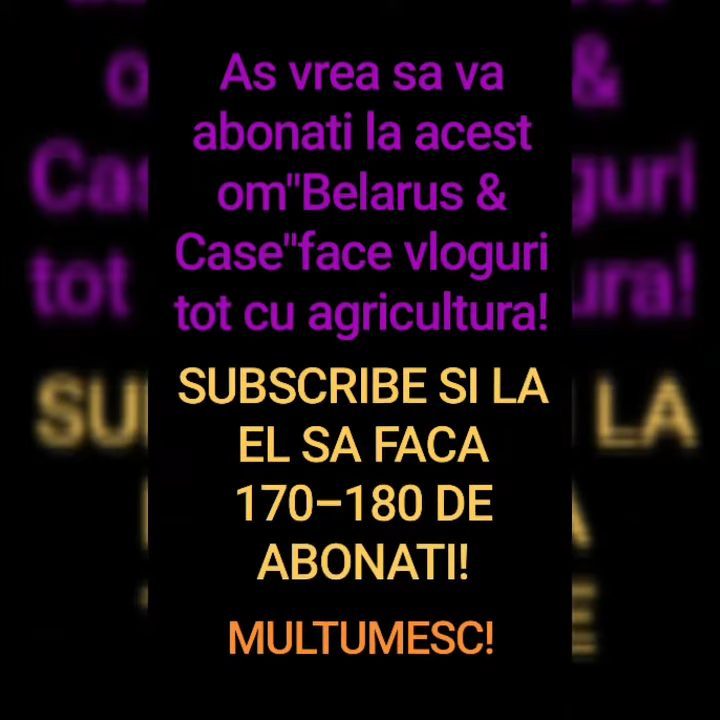 As vrea sa va
abonati la acest
om"Belarus &
Case"face vloguri
tot cu agricultura!
SUBSCRIBE SI LA
EL SA FACA
170–180 DE
ABONATI!
MULTUMESC!